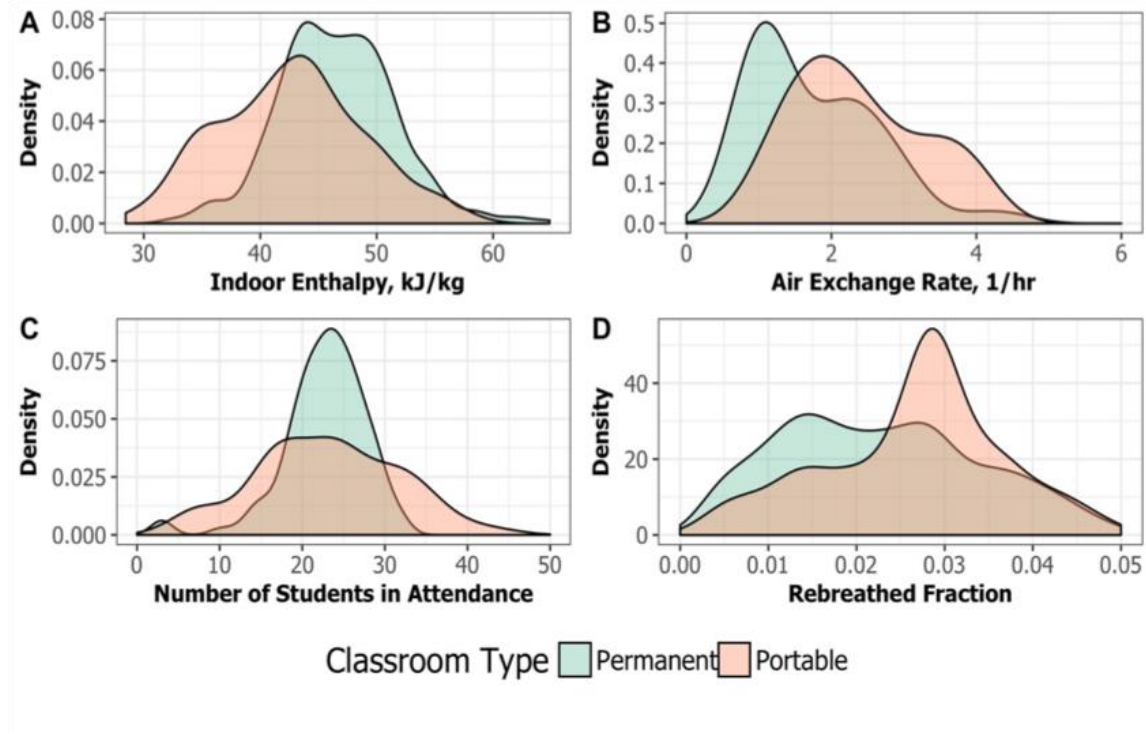 A
0.08
0.06
0.04
0.02
0.00
Density
30 40 50 60
Indoor Enthalpy, kJ/kg
B
0.5
0.4
0.3
0.2
0.1
0.0
Density
0 2 4 6
Air Exchange Rate, 1/hr
C
0.075
0.050
0.025
0.000
Density
0 10 20 30 40 50
Number of Students in Attendance
D
40
20
0
Density
0.00 0.01 0.02 0.03 0.04 0.05
Rebreathed Fraction
Classroom Type Permanent Portable